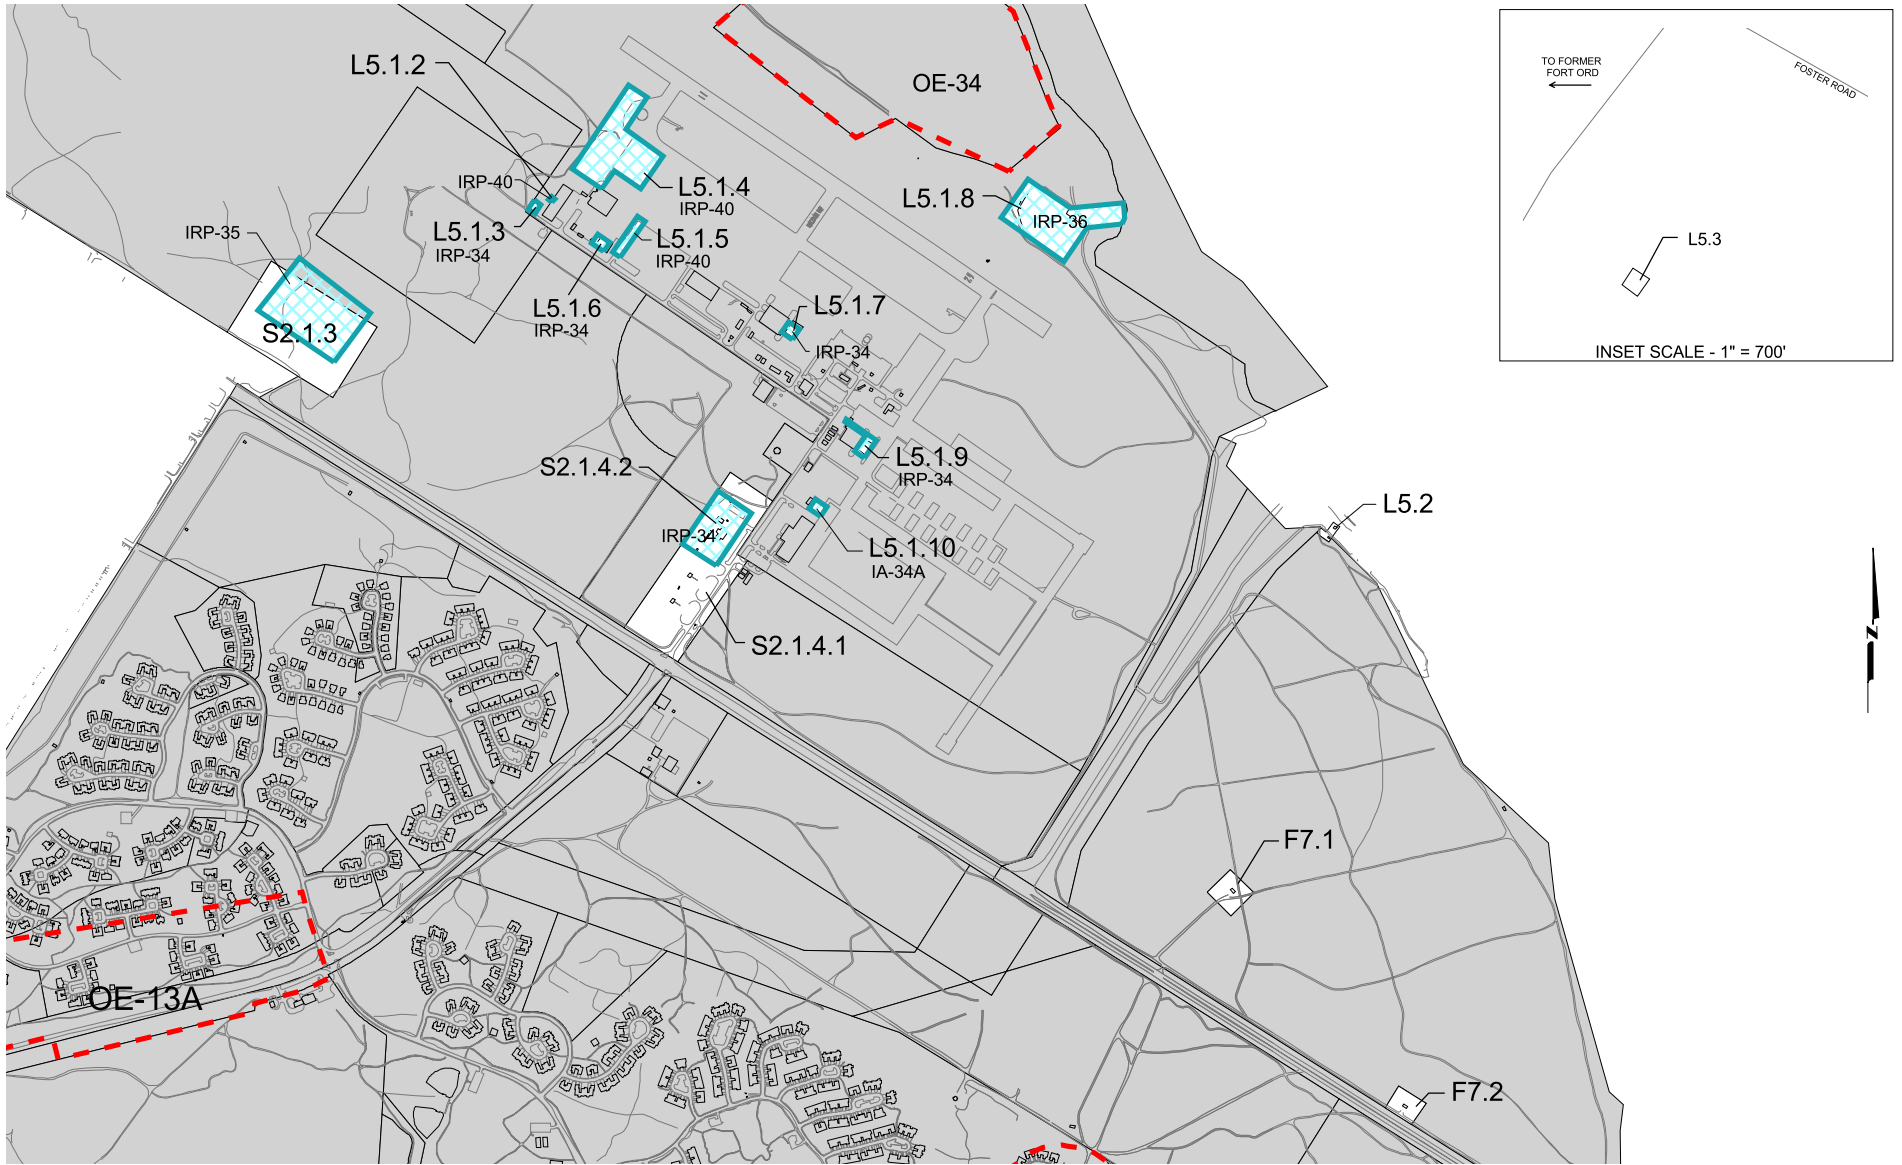 TO FORMER
FORT ORD
FOSTER ROAD
L5.3
INSET SCALE - 1" = 700'
OE-34
L5.1.2
IRP-40
L5.1.4
IRP-40
L5.1.3
IRP-34
L5.1.5
IRP-40
L5.1.8
IRP-36
IRP-35
S2.1.3
L5.1.6
IRP-34
L5.1.7
IRP-34
S2.1.4.2
IRP-34
L5.1.9
IRP-34
L5.2
L5.1.10
IA-34A
S2.1.4.1
N
F7.1
OE-13A
F7.2